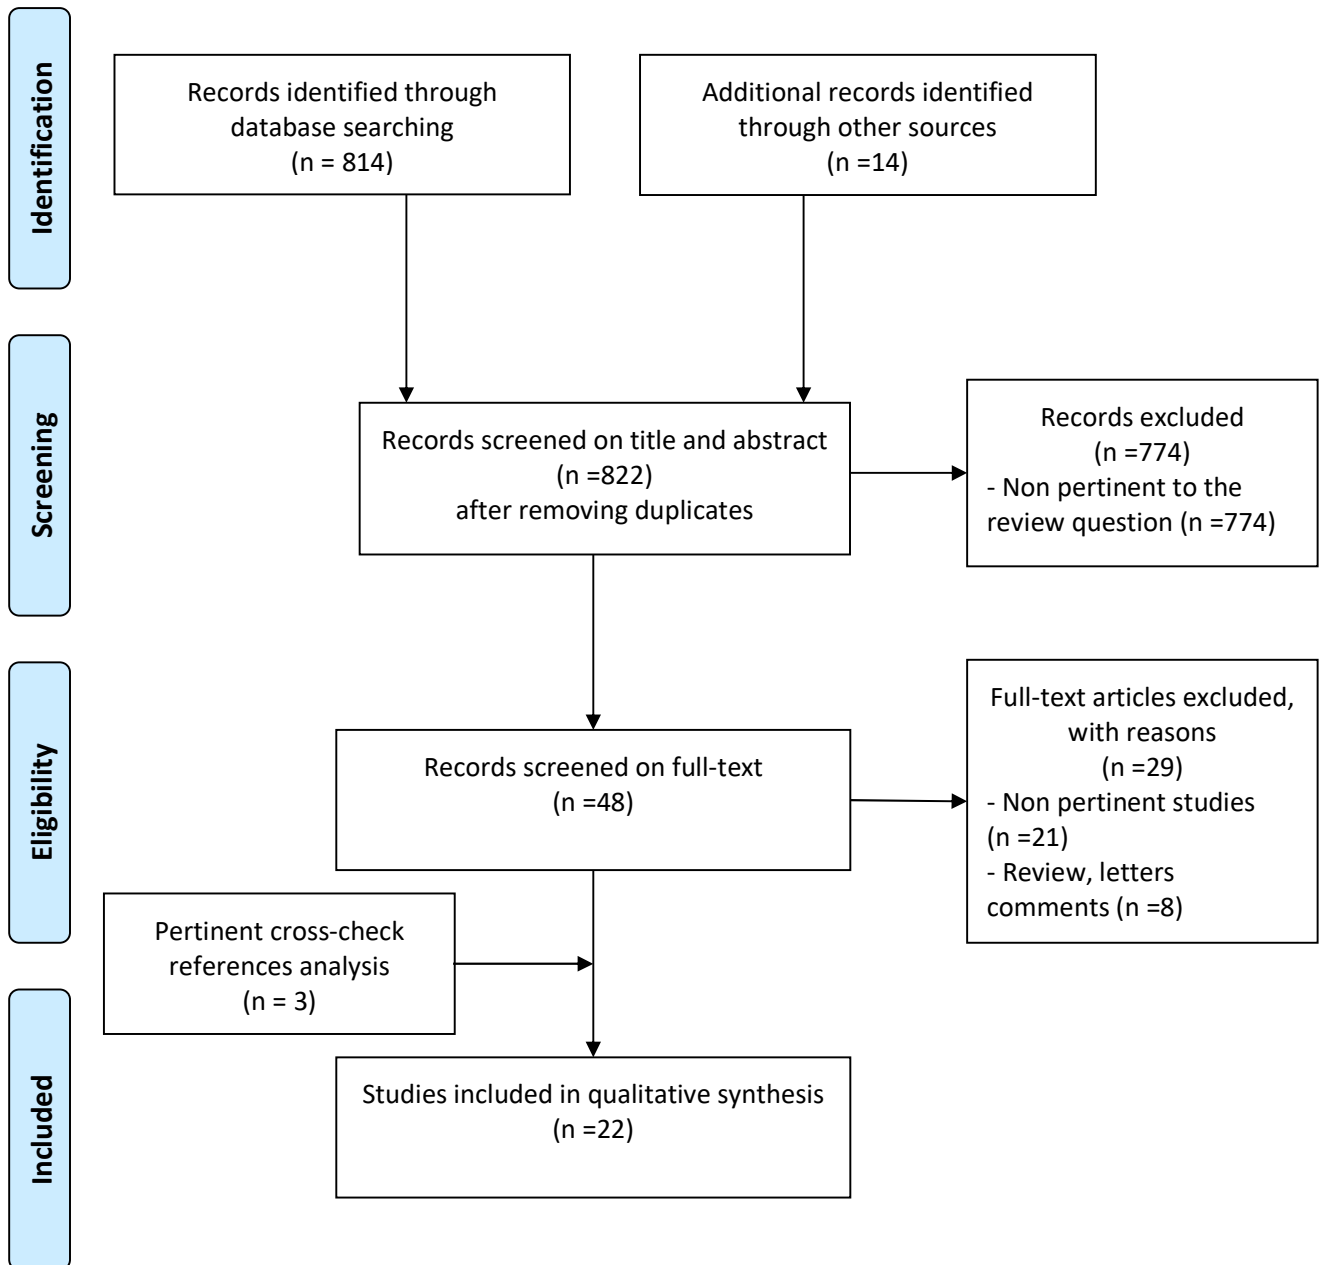 Identification
Records identified through
database searching
(n = 814)
Additional records identified
through other sources
(n =14)
Screening
Records screened on title and abstract
(n =822)
after removing duplicates
Records excluded
(n =774)
- Non pertinent to the
review question (n =774)
Eligibility
Records screened on full-text
(n =48)
Full-text articles excluded,
with reasons
(n =29)
- Non pertinent studies
(n =21)
- Review, letters
comments (n =8)
Pertinent cross-check
references analysis
(n = 3)
Included
Studies included in qualitative synthesis
(n =22)